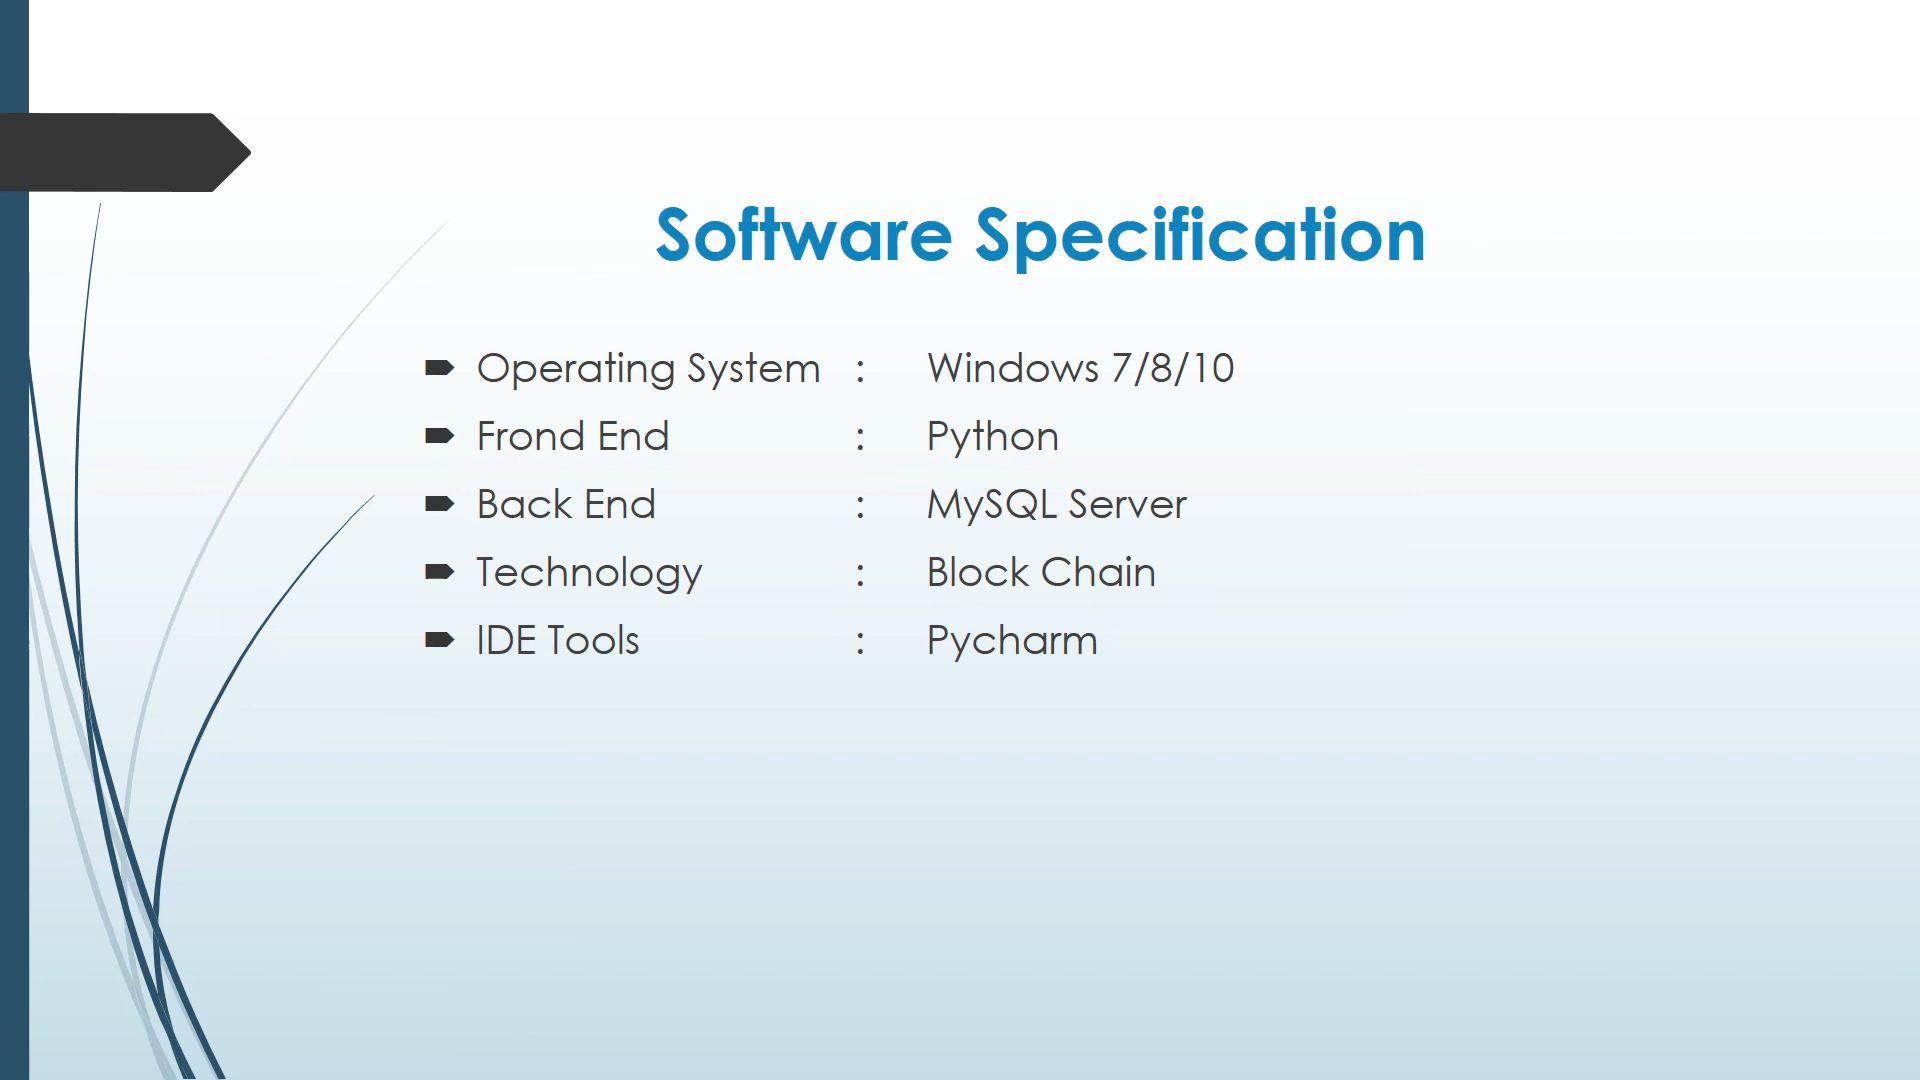 Software Specification
Operating System : Windows 7/8/10
Frond End : Python
Back End : MySQL Server
Technology : Block Chain
IDE Tools : Pycharm